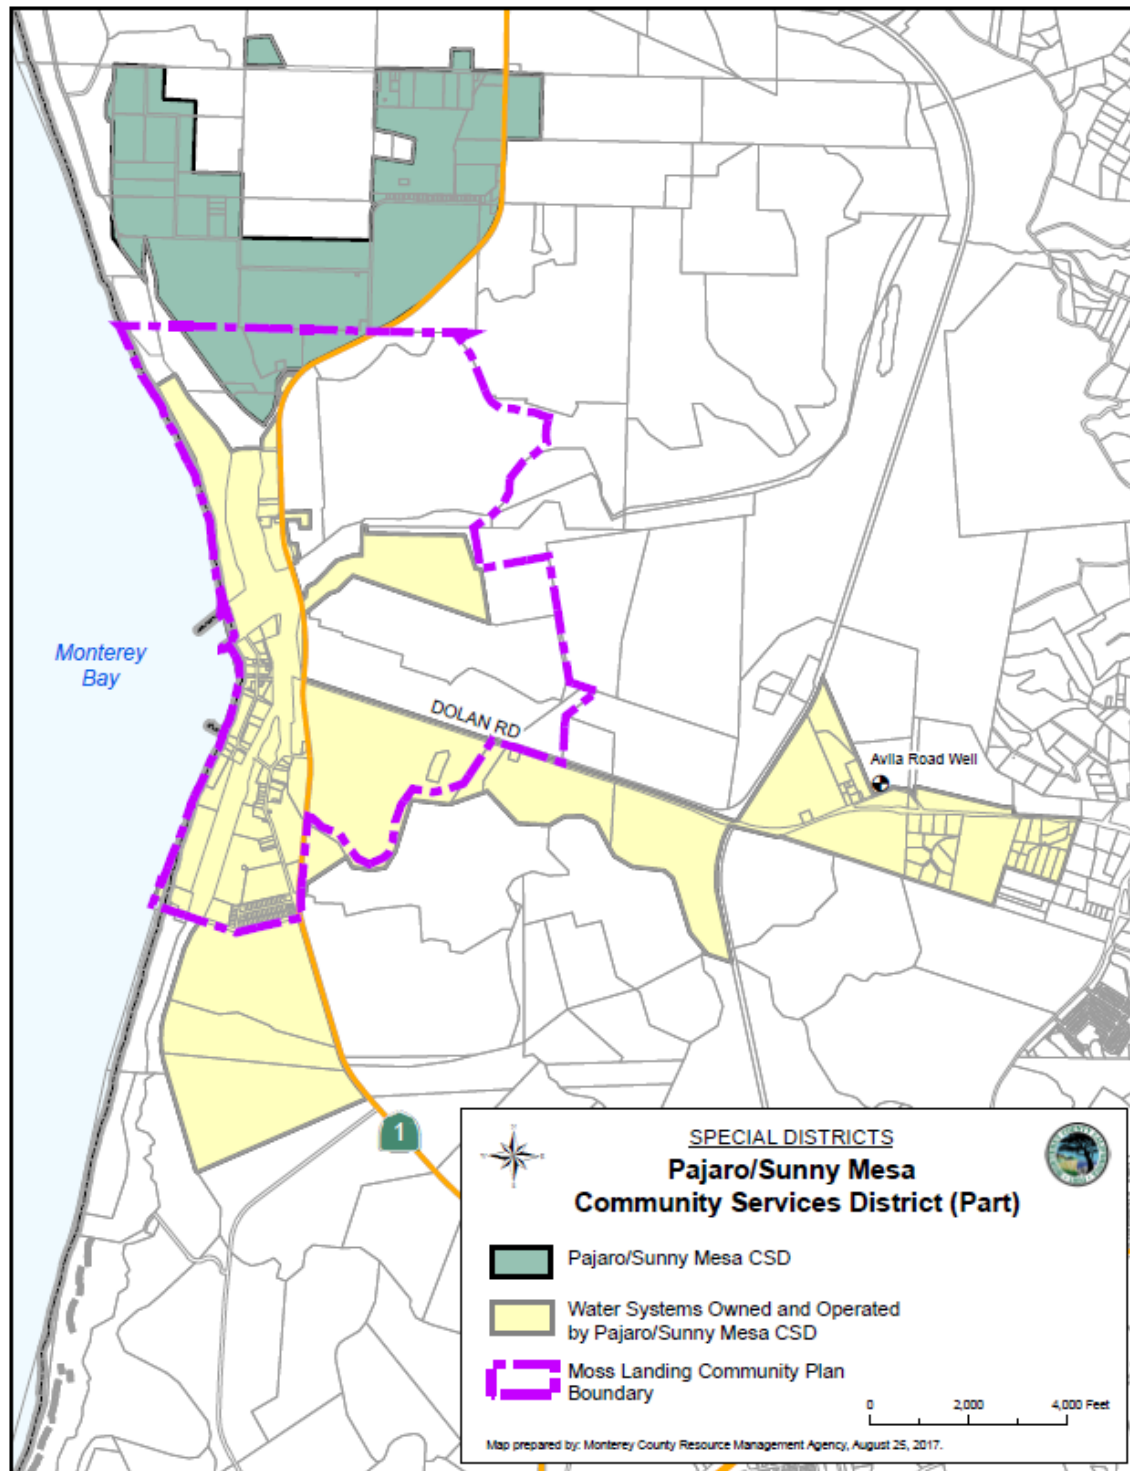 Monterey
Bay
DOLAN RD
Avila Road Well
1
SPECIAL DISTRICTS
Pajaro/Sunny Mesa
Community Services District (Part)
Pajaro/Sunny Mesa CSD
Water Systems Owned and Operated
by Pajaro/Sunny Mesa CSD
Moss Landing Community Plan
Boundary
0 2,000 4,000 Feet
Map prepared by: Monterey County Resource Management Agency, August 25, 2017.